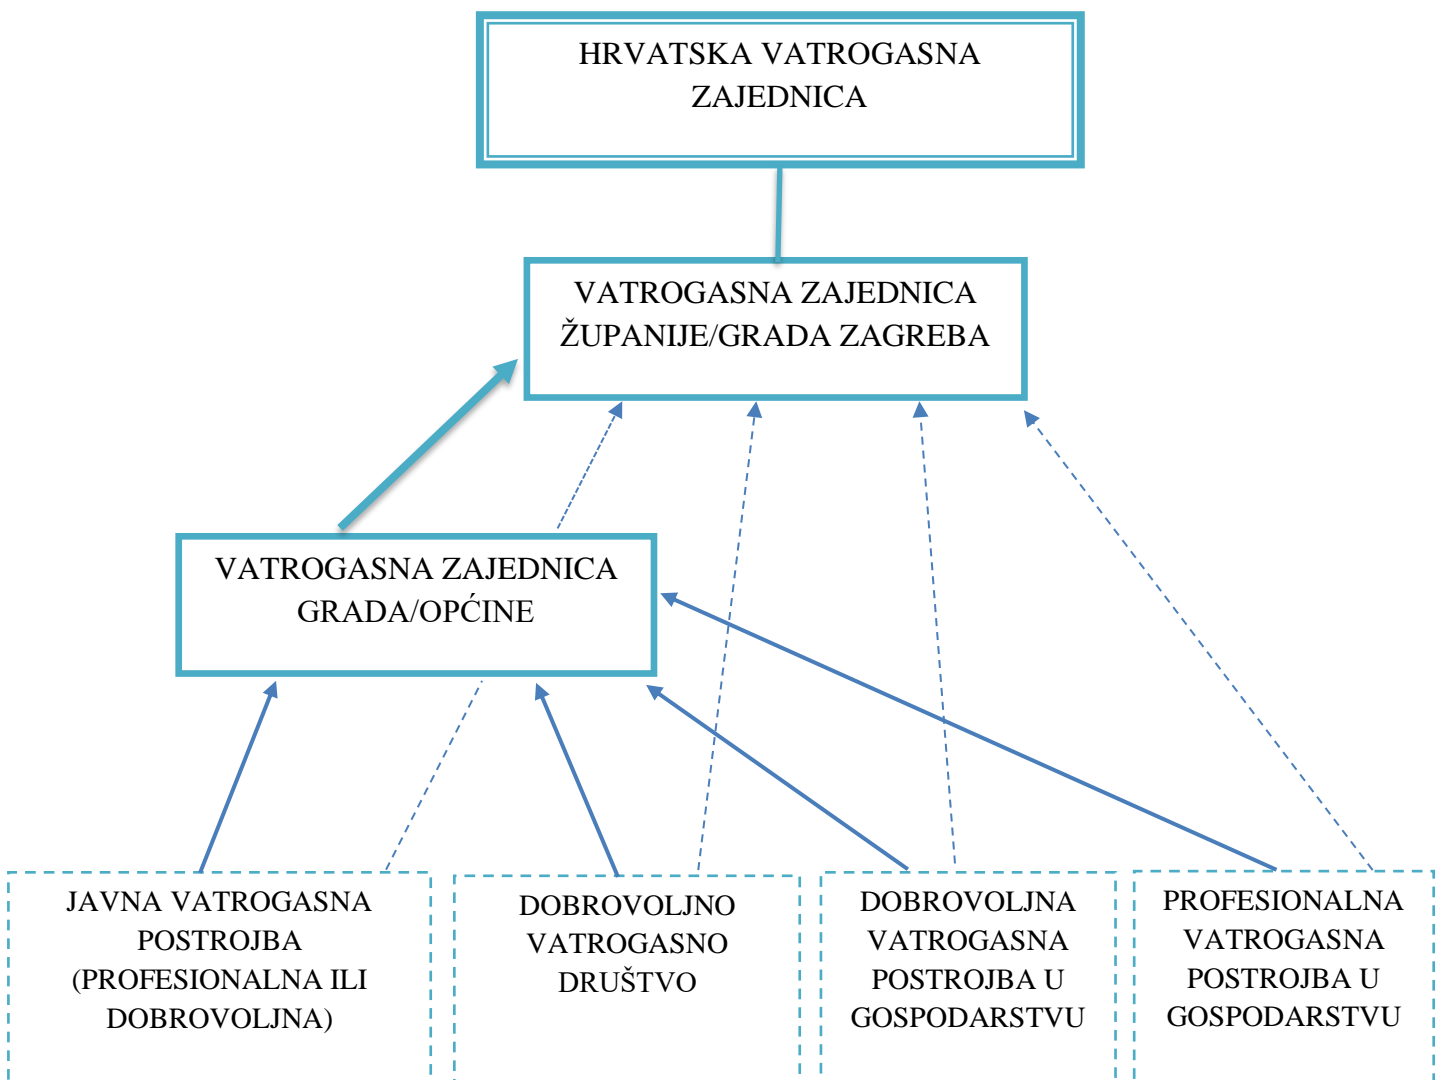 HRVATSKA VATROGASNA
ZAJEDNICA
VATROGASNA ZAJEDNICA
ŽUPANIJE/GRADA ZAGREBA
VATROGASNA ZAJEDNICA
GRADA/OPĆINE
JAVNA VATROGASNA
POSTROJBA
(PROFESIONALNA ILI
DOBROVOLJNA)
DOBROVOLJNO
VATROGASNO
DRUŠTVO
DOBROVOLJNA
VATROGASNA
POSTROJBA U
GOSPODARSTVU
PROFESIONALNA
VATROGASNA
POSTROJBA U
GOSPODARSTVU